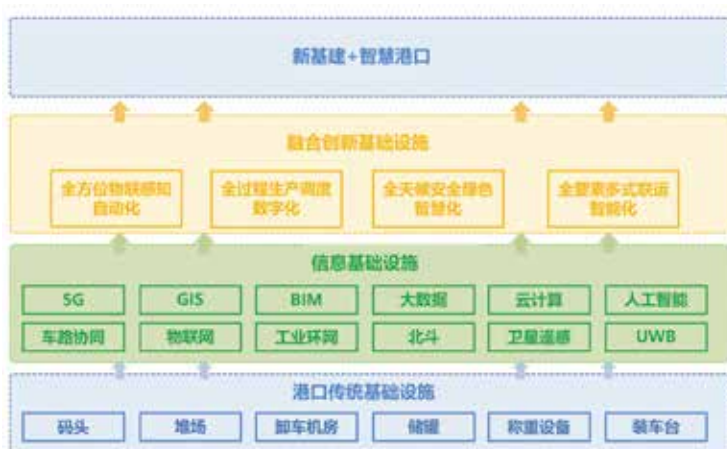 新基建+智慧港口
融合创新基础设施
全方位物联感知
自动化
全过程生产调度
数字化
全天候安全绿色
智慧化
全要素多式联运
智能化
信息基础设施
5G
GIS
BIM
大数据
云计算
人工智能
车路协同
物联网
工业环网
北斗
卫星遥感
UWB
港口传统基础设施
码头
堆场
卸车机房
储罐
称重设备
装车台